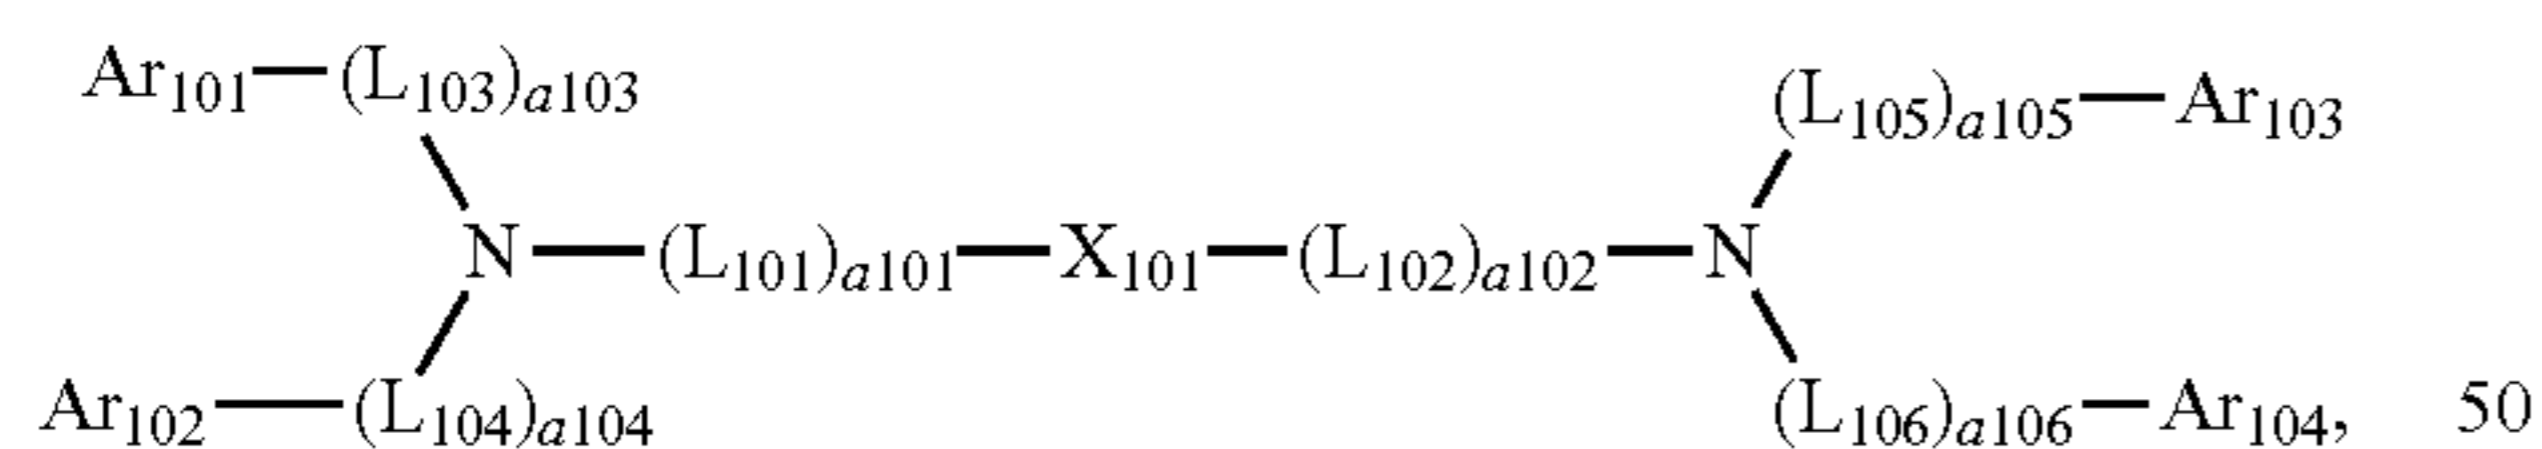 Ar101—(L103)a103 (L105)a105—Ar103
N—(L101)a101—X101—(L102)a102—N
Ar102—(L104)a104 (L106)a106—Ar104, 50